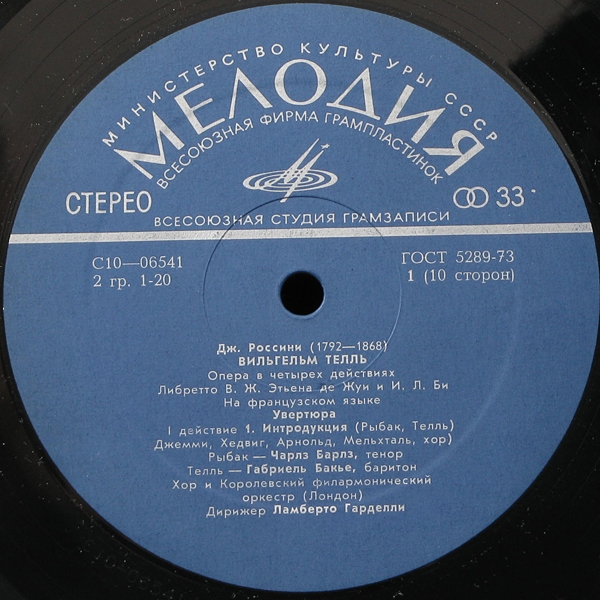 МИНИСТЕРСТВО КУЛЬТУРЫ СССР
МЕЛОДИЯ
ВСЕСОЮЗНАЯ ФИРМА ГРАМПЛАСТИНОК
СТЕРЕО
33
ВСЕСОЮЗНАЯ СТУДИЯ ГРАМЗАПИСИ
С10—06541
ГОСТ 5289-73
2 гр. 1-20
1 (10 сторон)
Дж. Россини (1792—1868)
ВИЛЬГЕЛЬМ ТЕЛЛЬ
Опера в четырех действиях
Либретто В. Ж. Этьена де Жуи и И. Л. Би
На французском языке
Увертюра
I действие 1. Интродукция (Рыбак, Телль)
Джемми, Хедвиг, Арнольд, Мельхталь, хор)
Рыбак — Чарлз Барлз, тенор
Телль — Габриель Бакье, баритон
Хор и Королевский филармонический
оркестр (Лондон)
Дирижер Ламберто Гарделли